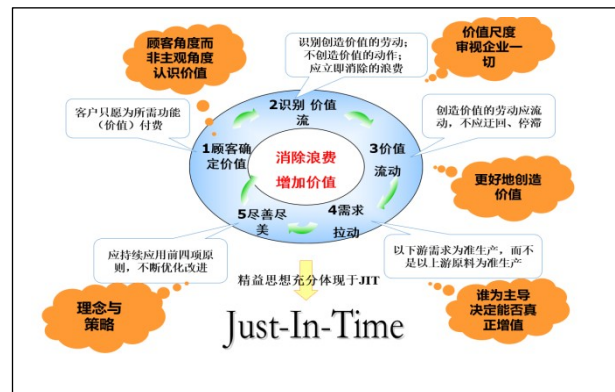 顾客角度而
非主观角度
认识价值
识别创造价值的劳动;
不创造价值的动作;
应立即消除的浪费
价值尺度
审视企业一
切
客户只愿为所需功能
（价值）付费
2识别 价值
流
创造价值的劳动应流
动，不应迂回、停滞
1顾客确
定价值
消除浪费
增加价值
3价值
流动
更好地创造
价值
5尽善尽
美
4需求
拉动
应持续应用前四项原
则，不断优化改进
以下游需求为准生产，而不
是以上游原料为准生产
精益思想充分体现于JIT
理念与
策略
Just-In-Time
谁为主导
决定能否真
正增值